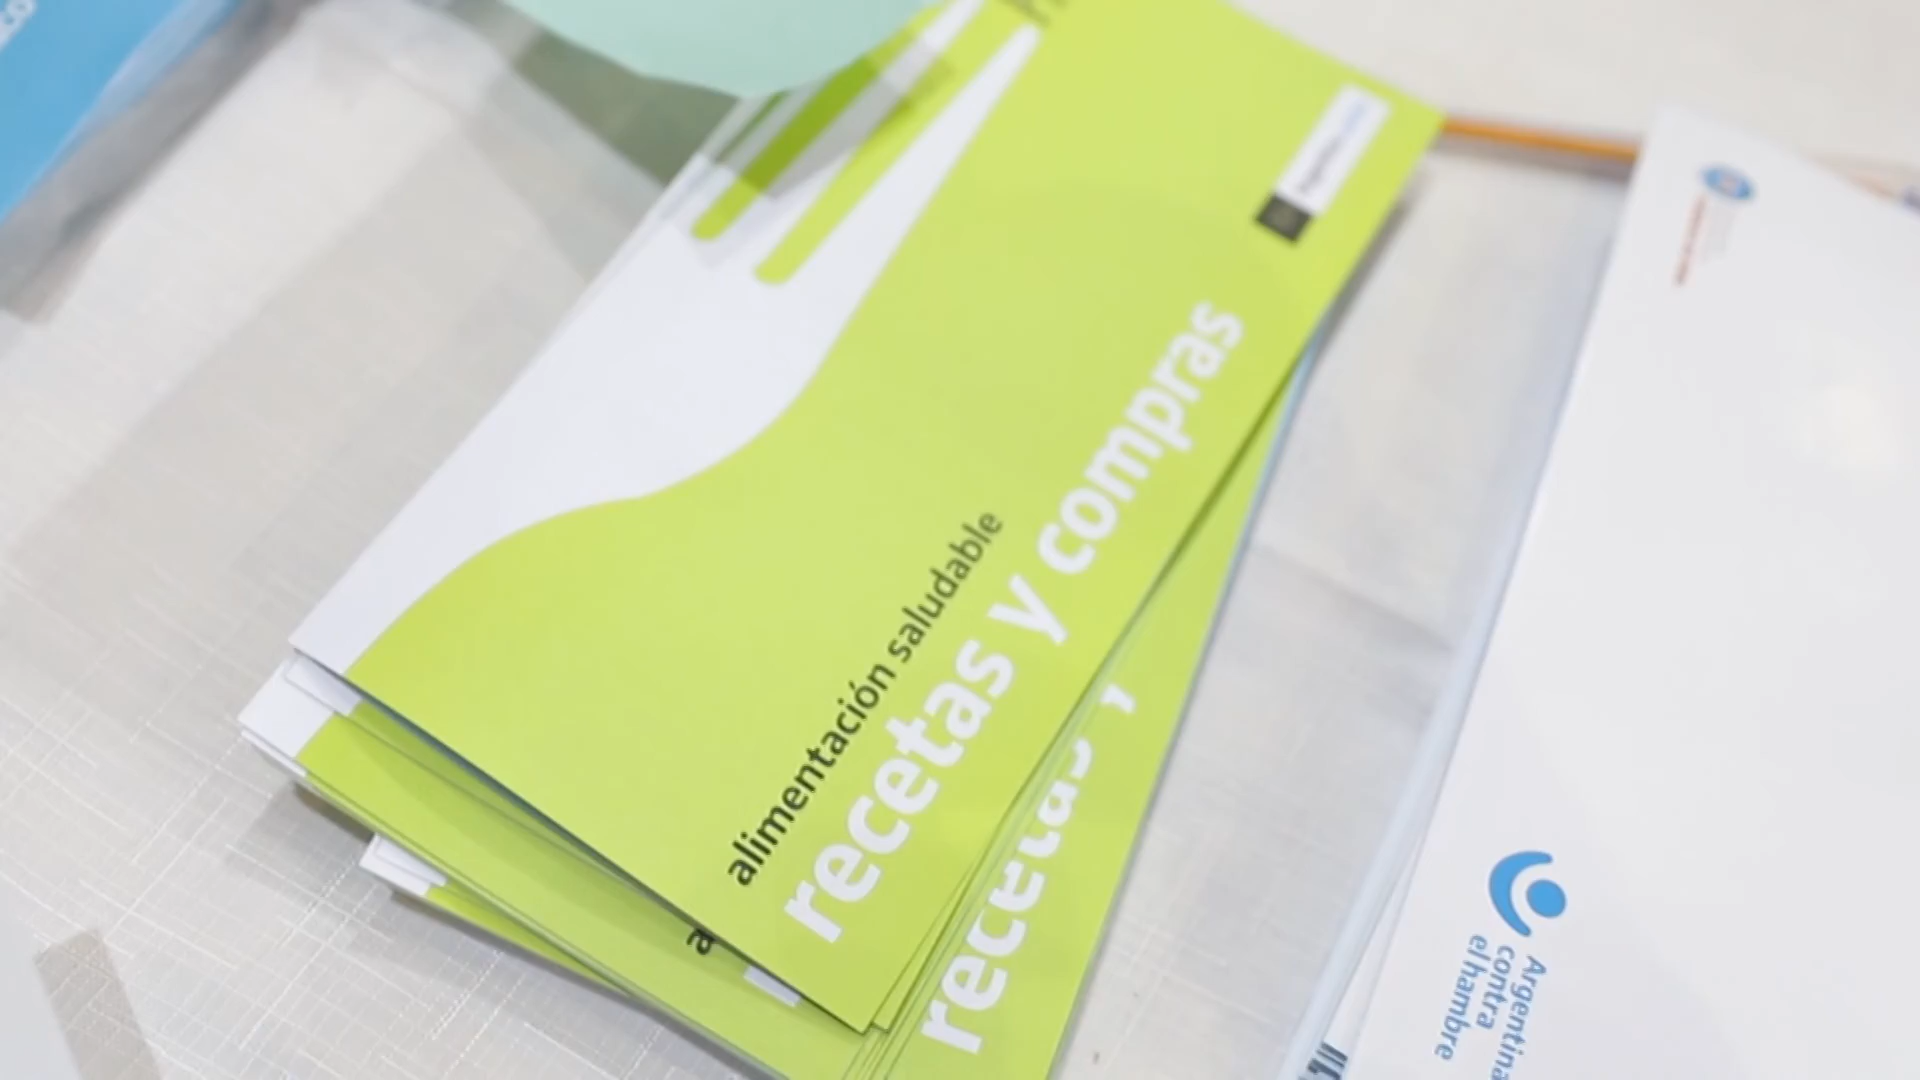 alimentación saludable
recetas y compras
recetas y
Argentina
contra
el hambre